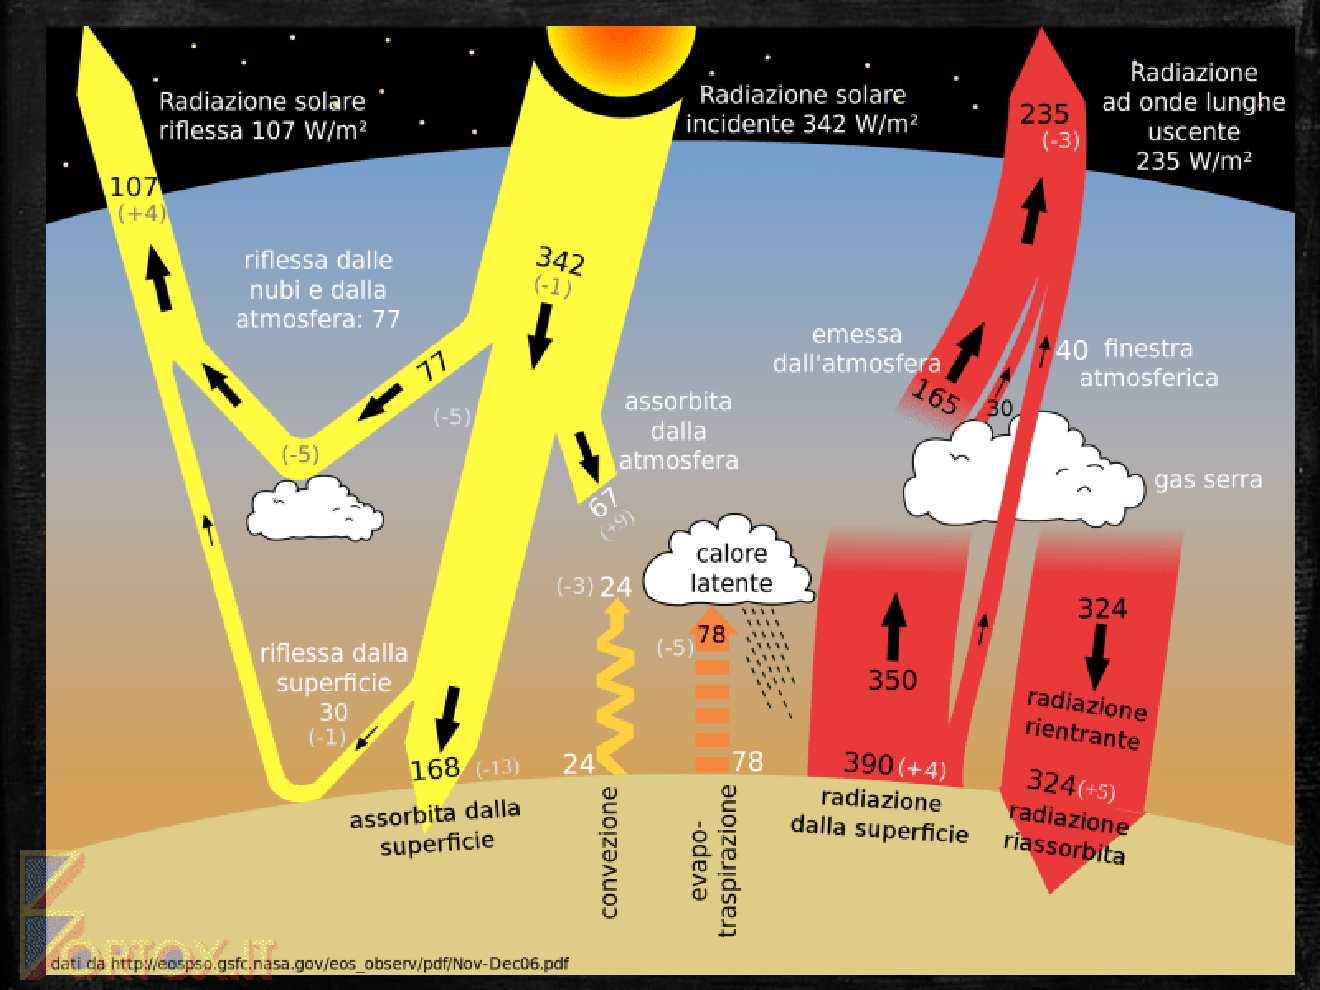 Radiazione solare
riflessa 107 W/m²
Radiazione solare
incidente 342 W/m²
Radiazione
ad onde lunghe
uscente
235 W/m²
235
(-3)
107
(+4)
riflessa dalle
nubi e dalla
atmosfera: 77
342
(-1)
77
(-5)
(-5)
emessa
dall'atmosfera
165
30
40 finestra
atmosferica
assorbita
dalla
atmosfera
67
(+9)
gas serra
calore
latente
(-3) 24
78
(-5)
324
350
radiazione
rientrante
riflessa dalla
superficie
30
(-1)
168 (-13)
24
78
390 (+4)
324(+5)
assorbita dalla
superficie
convezione
evapo-
traspirazione
radiazione
dalla superficie
radiazione
riassorbita
VORTOX.IT
dati da http://eospso.gsfc.nasa.gov/eos_observ/pdf/Nov-Dec06.pdf